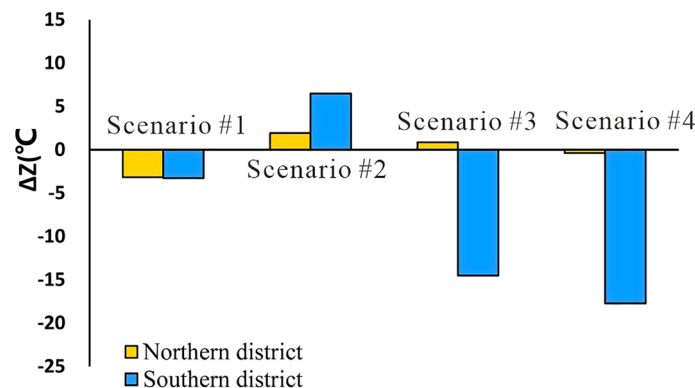 15
10
5
0
-5
-10
-15
-20
-25
ΔZ(℃
Scenario #1
Scenario #2
Scenario #3
Scenario #4
Northern district
Southern district